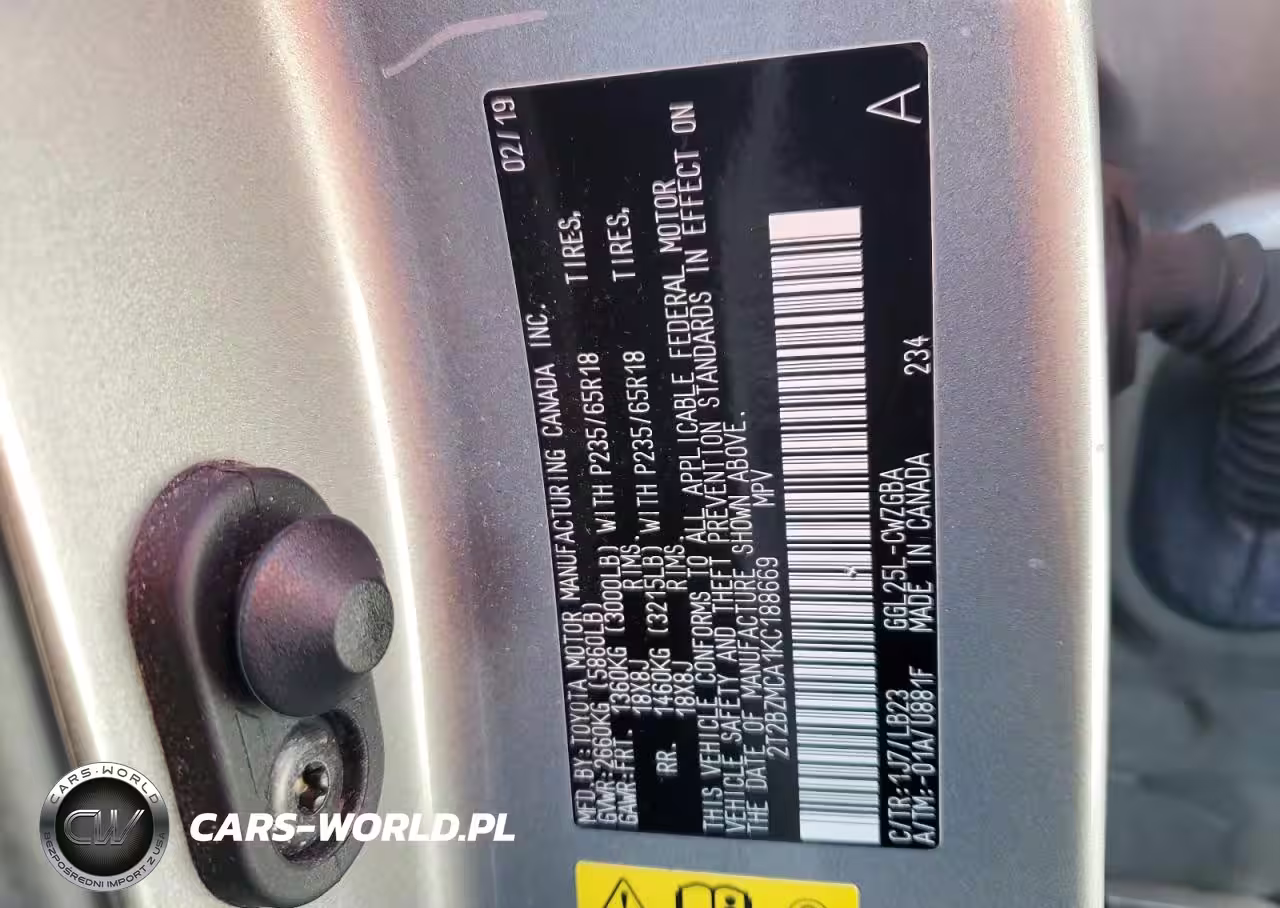 02/19
MFD.BY:TOYOTA MOTOR MANUFACTURING CANADA INC.
GVWR:2660KG (5860LB)
GAWR:FRT. 1360KG (3000LB) WITH P235/65R18 TIRES,
18X8J RIMS,
RR. 1460KG (3215LB) WITH P235/65R18 TIRES,
18X8J RIMS,
THIS VEHICLE CONFORMS TO ALL APPLICABLE FEDERAL MOTOR
VEHICLE SAFETY AND THEFT PREVENTION STANDARDS IN EFFECT ON
THE DATE OF MANUFACTURE SHOWN ABOVE.
2T2BZMCA1KC188669 MPV
C/TR:1J7/LB23 GGL25L-CWZGBA
A/TM:-01A/U881F MADE IN CANADA 234
A
CARS-WORLD
CW
BEZPOŚREDNI IMPORT Z USA
CARS-WORLD.PL